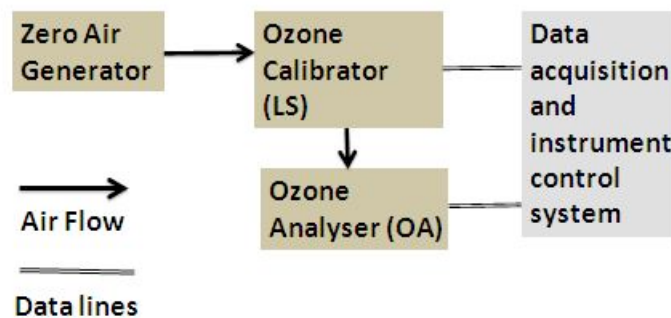 Zero Air
Generator
Ozone
Calibrator
(LS)
Data
acquisition
and
instrument
control
system
Ozone
Analyser (OA)
Air Flow
Data lines